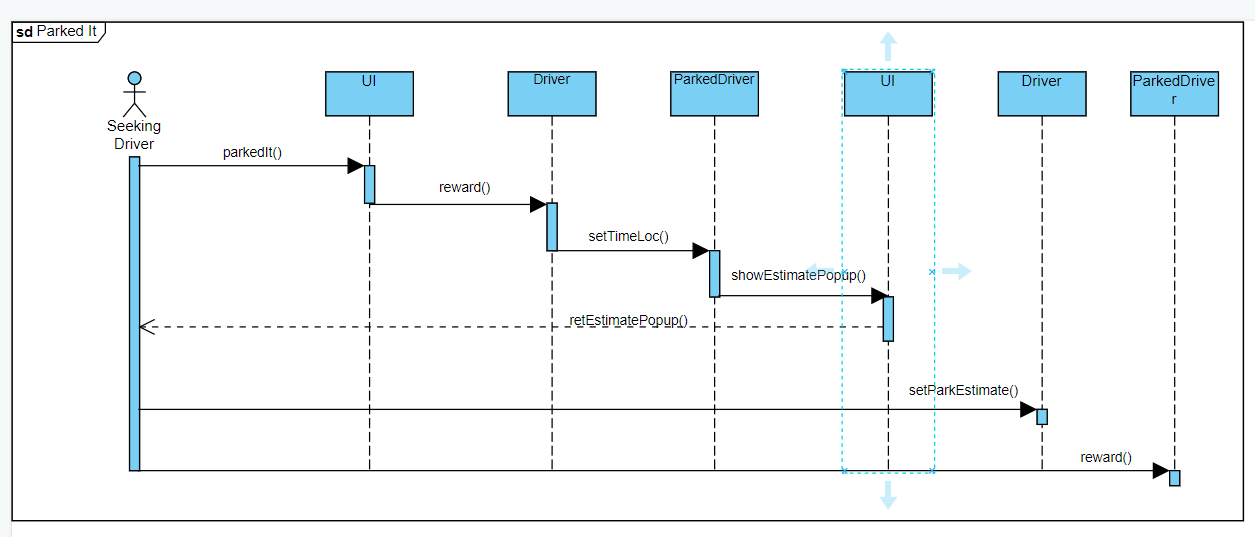 sd Parked It
UI
Driver
ParkedDriver
UI
Driver
ParkedDrive
r
Seeking
Driver
parkedIt()
reward()
setTimeLoc()
showEstimatePopup()
retEstimatePopup()
setParkEstimate()
reward()